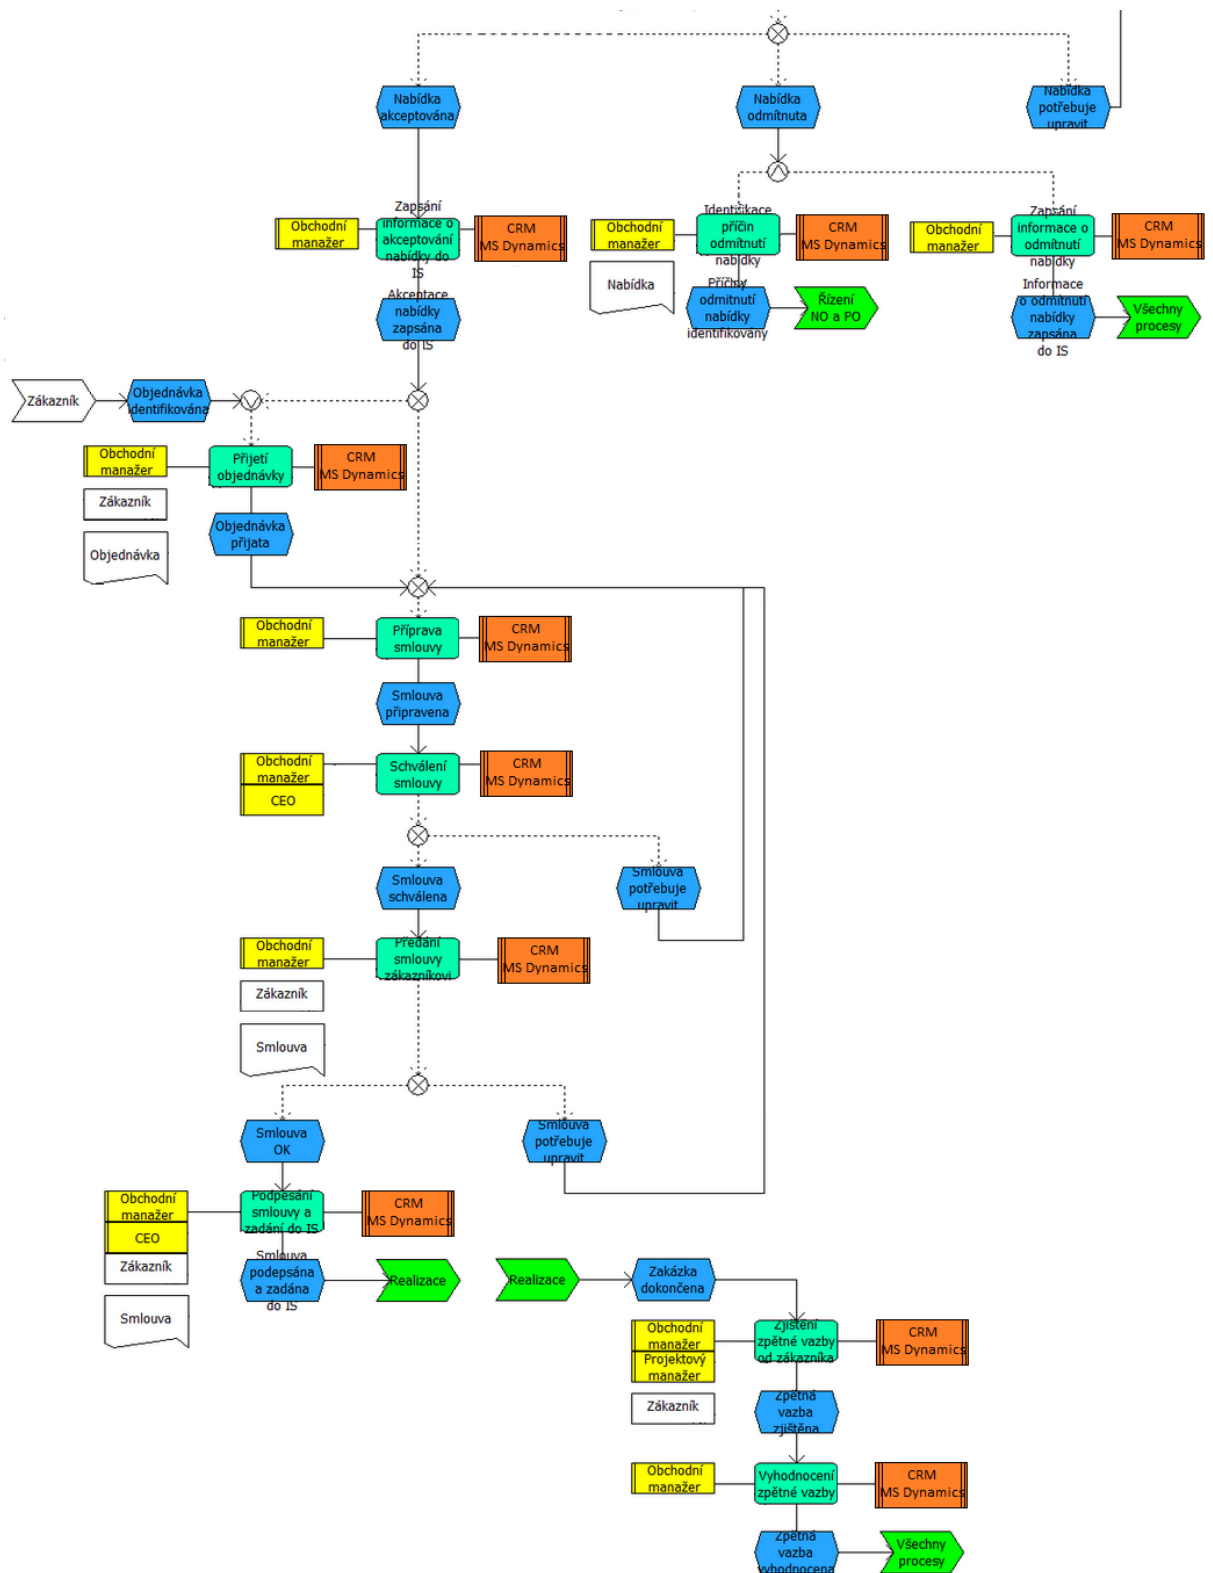 Nabídka
akceptována
Nabídka
odmítnuta
Nabídka
potřebuje
upravit
Obchodní
manažer
Zapsání
informace o
akceptování
nabídky do
IS
CRM
MS Dynamics
Obchodní
manažer
Identifikace
příčin
odmítnutí
nabídky
CRM
MS Dynamics
Obchodní
manažer
Zapsání
informace o
odmítnutí
nabídky
CRM
MS Dynamics
Nabídka
Akceptace
nabídky
zapsána
do IS
Příčiny
odmitnutí
nabídky
identifikovány
Řízení
NO a PO
Informace
o odmítnutí
nabídky
zapsána
do IS
Všechny
procesy
Zákazník
Objednávka
identifikována
Obchodní
manažer
Přijetí
objednávky
CRM
MS Dynamics
Zákazník
Objednávka
Objednávka
přijata
Obchodní
manažer
Příprava
smlouvy
CRM
MS Dynamics
Smlouva
připravena
Obchodní
manažer
CEO
Schválení
smlouvy
CRM
MS Dynamics
Smlouva
schválena
Smlouva
potřebuje
upravit
Obchodní
manažer
Předání
smlouvy
zákazníkovi
CRM
MS Dynamics
Zákazník
Smlouva
Smlouva
OK
Smlouva
potřebuje
upravit
Obchodní
manažer
CEO
Zákazník
Smlouva
Podpesání
smlouvy a
zadání do IS
CRM
MS Dynamics
Smlouva
podepsána
a zadána
do IS
Realizace
Realizace
Zakázka
dokončena
Obchodní
manažer
Projektový
manažer
Zákazník
Zjištění
zpětné vazby
od zákazníka
CRM
MS Dynamics
Zpětná
vazba
zjištěna
Obchodní
manažer
Vyhodnocení
zpětné vazby
CRM
MS Dynamics
Zpětná
vazba
vyhodnocena
Všechny
procesy